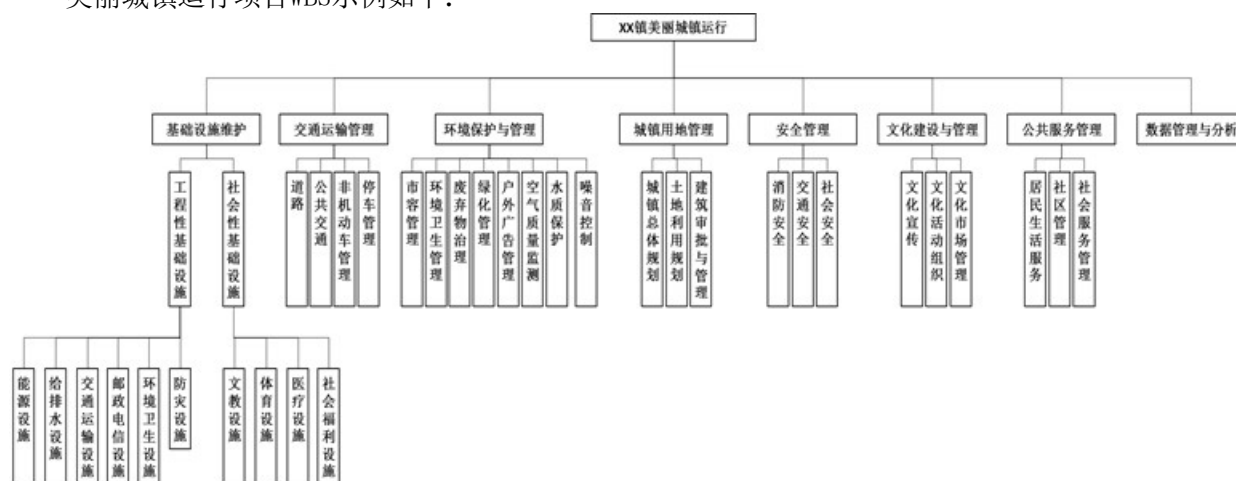 美丽城镇运行项目WBS示例如下：
XX镇美丽城镇运行
基础设施维护
交通运输管理
环境保护与管理
城镇用地管理
安全管理
文化建设与管理
公共服务管理
数据管理与分析
工程性基础设施
社会性基础设施
道路
公共交通
非机动车管理
停车管理
市容管理
环境卫生管理
废弃物治理
绿化管理
户外广告管理
空气质量监测
水质保护
噪音控制
城镇总体规划
土地利用规划
建筑审批与管理
消防安全
交通安全
社会安全
文化宣传
文化活动组织
文化市场管理
居民生活服务
社区管理
社会服务管理
能源设施
给排水设施
交通运输设施
邮政电信设施
环境卫生设施
防灾设施
文教设施
体育设施
医疗设施
社会福利设施